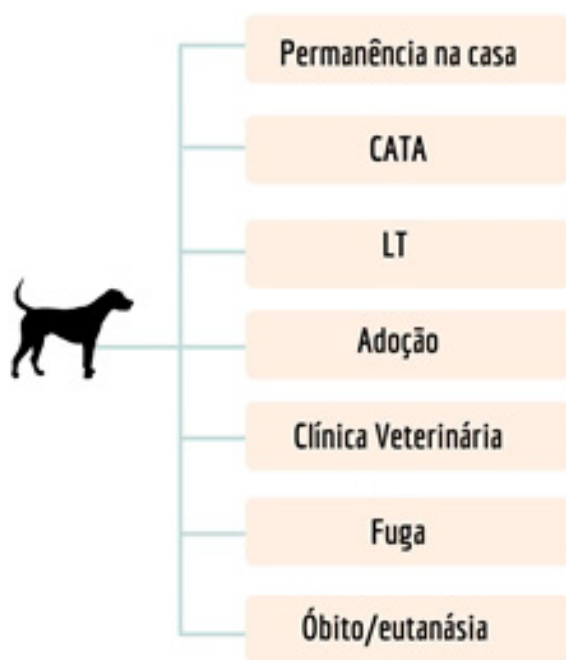 Permanência na casa
CATA
LT
Adoção
Clínica Veterinária
Fuga
Óbito/eutanásia